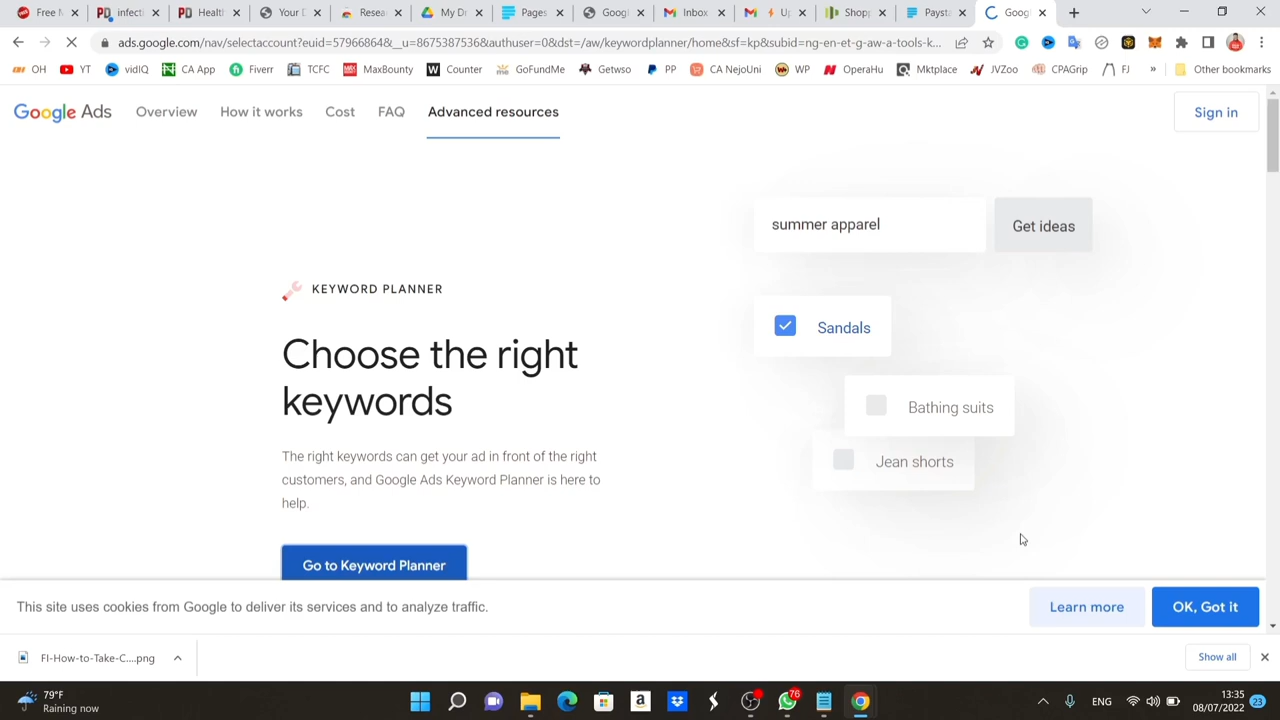 Free M
infecti
Health
Your D
Resea
My Dr
Pages
Googl
Inbox
Up
Shopp
Paysta
Googl
ads.google.com/nav/selectaccount?euid=57966864&__u=8675387536&authuser=0&dst=/aw/keywordplanner/home&sf=kp&subid=ng-en-et-g-aw-a-tools-k...
OH
YT
vidIQ
CA App
Fiverr
TCFC
MaxBounty
Counter
GoFundMe
Getwso
PP
CA NejoUni
WP
OperaHu
Mktplace
JVZoo
CPAGrip
FJ
»
Other bookmarks
Google Ads
Overview
How it works
Cost
FAQ
Advanced resources
Sign in
summer apparel
Get ideas
Sandals
Bathing suits
Jean shorts
KEYWORD PLANNER
Choose the right
keywords
The right keywords can get your ad in front of the right
customers, and Google Ads Keyword Planner is here to
help.
Go to Keyword Planner
This site uses cookies from Google to deliver its services and to analyze traffic.
Learn more
OK, Got it
FI-How-to-Take-C....png
Show all
79°F
Raining now
76
ENG
13:35
08/07/2022
23